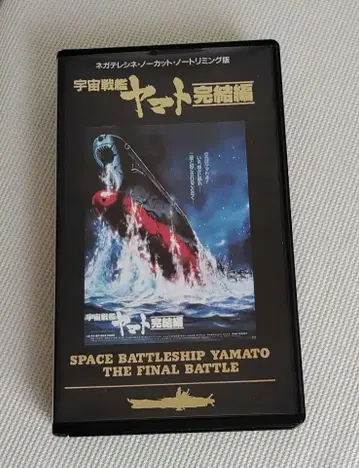 ネガテレシネ・ノーカット・ノートリミング版
宇宙戦艦
ヤマト 完結編
宇宙戦艦
ヤマト 完結編
SPACE BATTLESHIP YAMATO
THE FINAL BATTLE